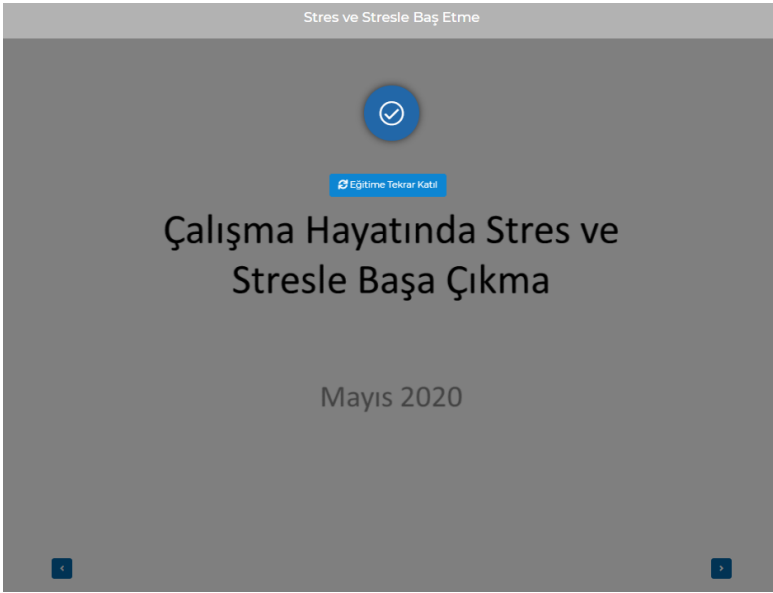 Stres ve Stresle Baş Etme
Eğitime Tekrar Katıl
Çalışma Hayatında Stres ve
Stresle Başa Çıkma
Mayıs 2020